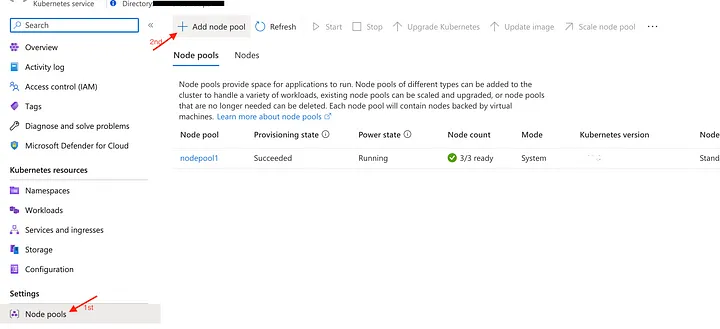 Kubernetes service
Directory:
Search
«
2nd
Add node pool
Refresh
Start
Stop
Upgrade Kubernetes
Update image
Scale node pool
...
Overview
Activity log
Access control (IAM)
Tags
Diagnose and solve problems
Microsoft Defender for Cloud
Kubernetes resources
Namespaces
Workloads
Services and ingresses
Storage
Configuration
Settings
Node pools
1st
Node pools Nodes
Node pools provide space for applications to run. Node pools of different types can be added to the
cluster to handle a variety of workloads, existing node pools can be scaled and upgraded, or node pools
that are no longer needed can be deleted. Each node pool will contain nodes backed by virtual
machines. Learn more about node pools
Node pool Provisioning state Power state Node count Mode Kubernetes version Node
nodepool1 Succeeded Running 3/3 ready System Stand